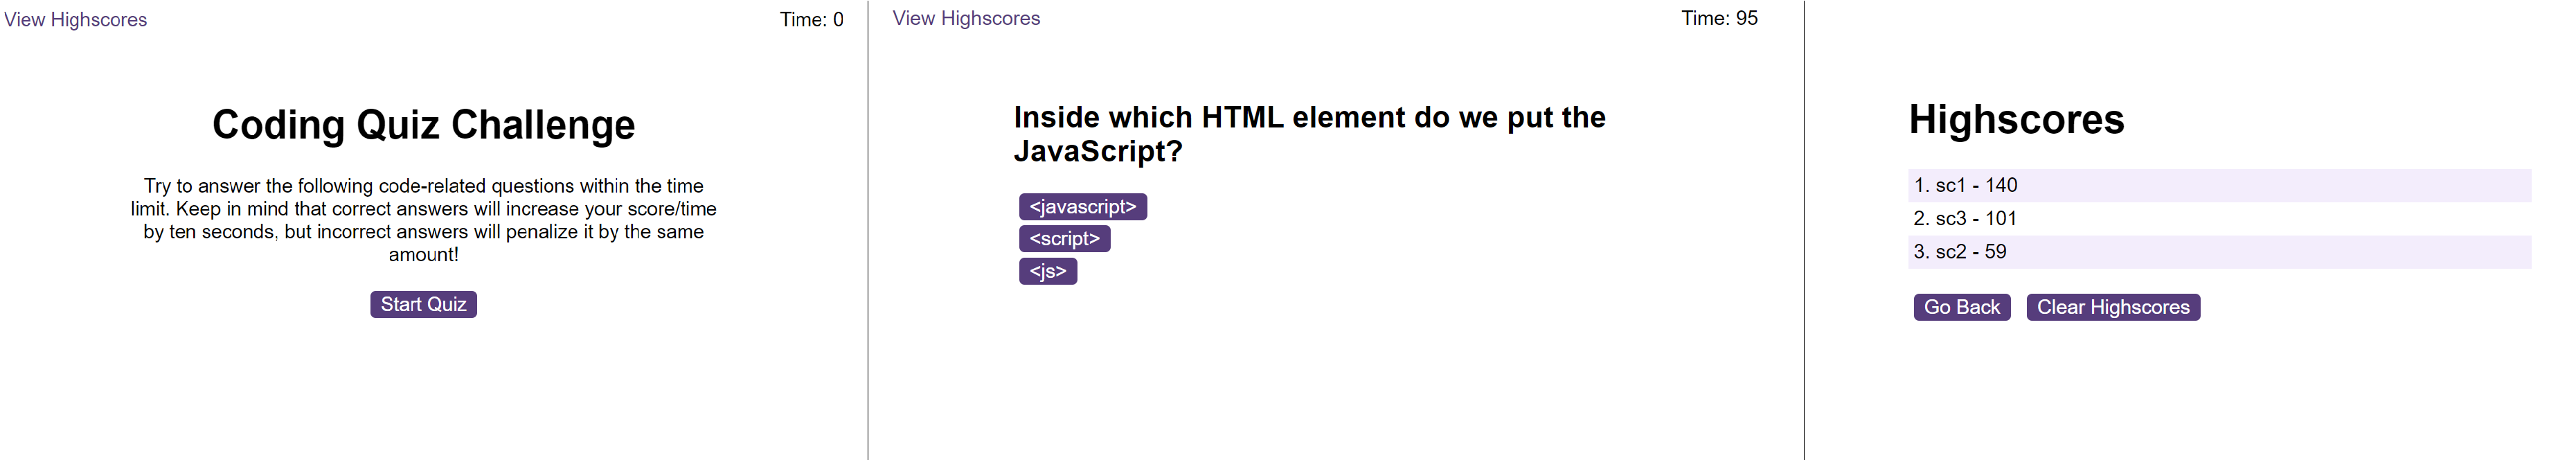 View Highscores
Time: 0
Coding Quiz Challenge
Try to answer the following code-related questions within the time
limit. Keep in mind that correct answers will increase your score/time
by ten seconds, but incorrect answers will penalize it by the same
amount!
Start Quiz
View Highscores
Time: 95
Inside which HTML element do we put the
JavaScript?
<javascript>
<script>
<js>
Highscores
1. sc1 - 140
2. sc3 - 101
3. sc2 - 59
Go Back
Clear Highscores